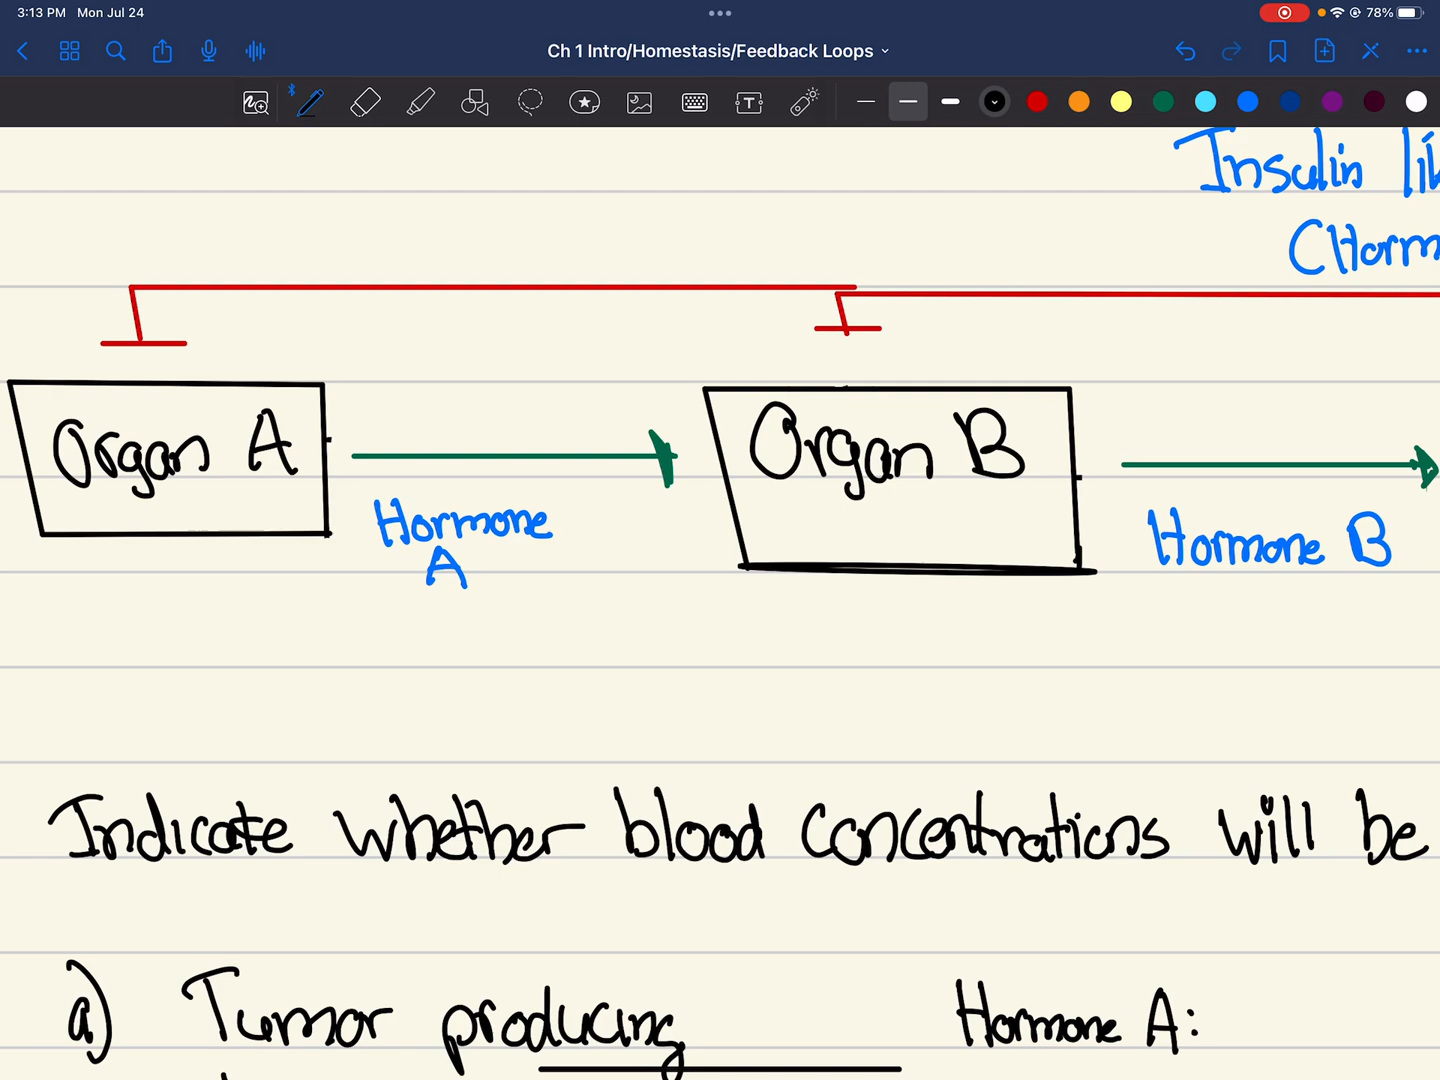 3:13 PM Mon Jul 24
78%
Ch 1 Intro/Homestasis/Feedback Loops
Insulin
Organ A
Hormone
A
Organ B
Hormone B
Indicate whether blood concentrations will be
a) Tumor producing
Hormone A: